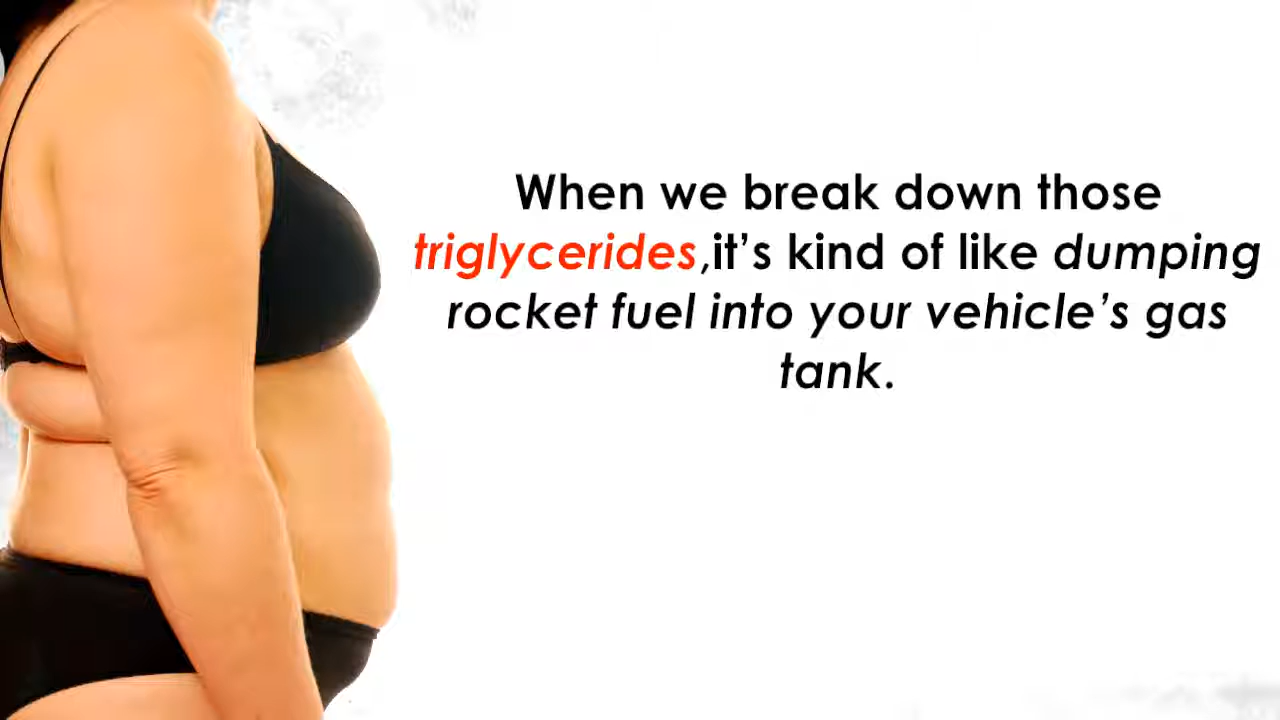 When we break down those
triglycerides,it’s kind of like dumping
rocket fuel into your vehicle’s gas
tank.